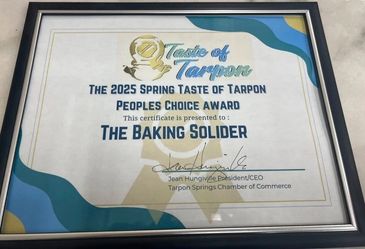 Taste of
Tarpon
THE 2025 SPRING TASTE OF TARPON
PEOPLES CHOICE AWARD
This certificate is presented to :
THE BAKING SOLIDER
Jean Hungiville President/CEO
Tarpon Springs Chamber of Commerce